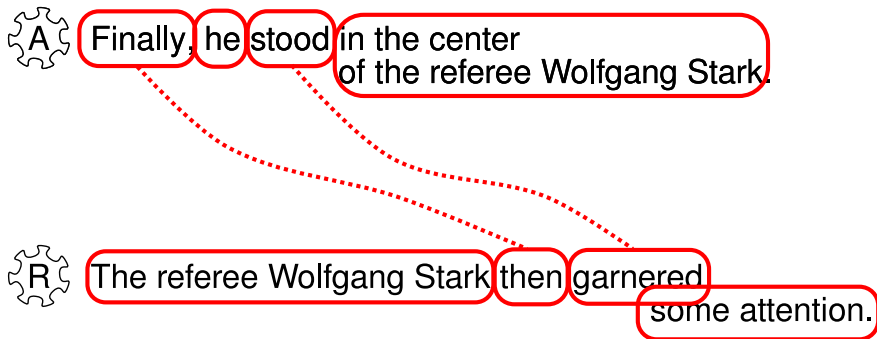 A Finally, he stood in the center
of the referee Wolfgang Stark.
R The referee Wolfgang Stark then garnered
some attention.